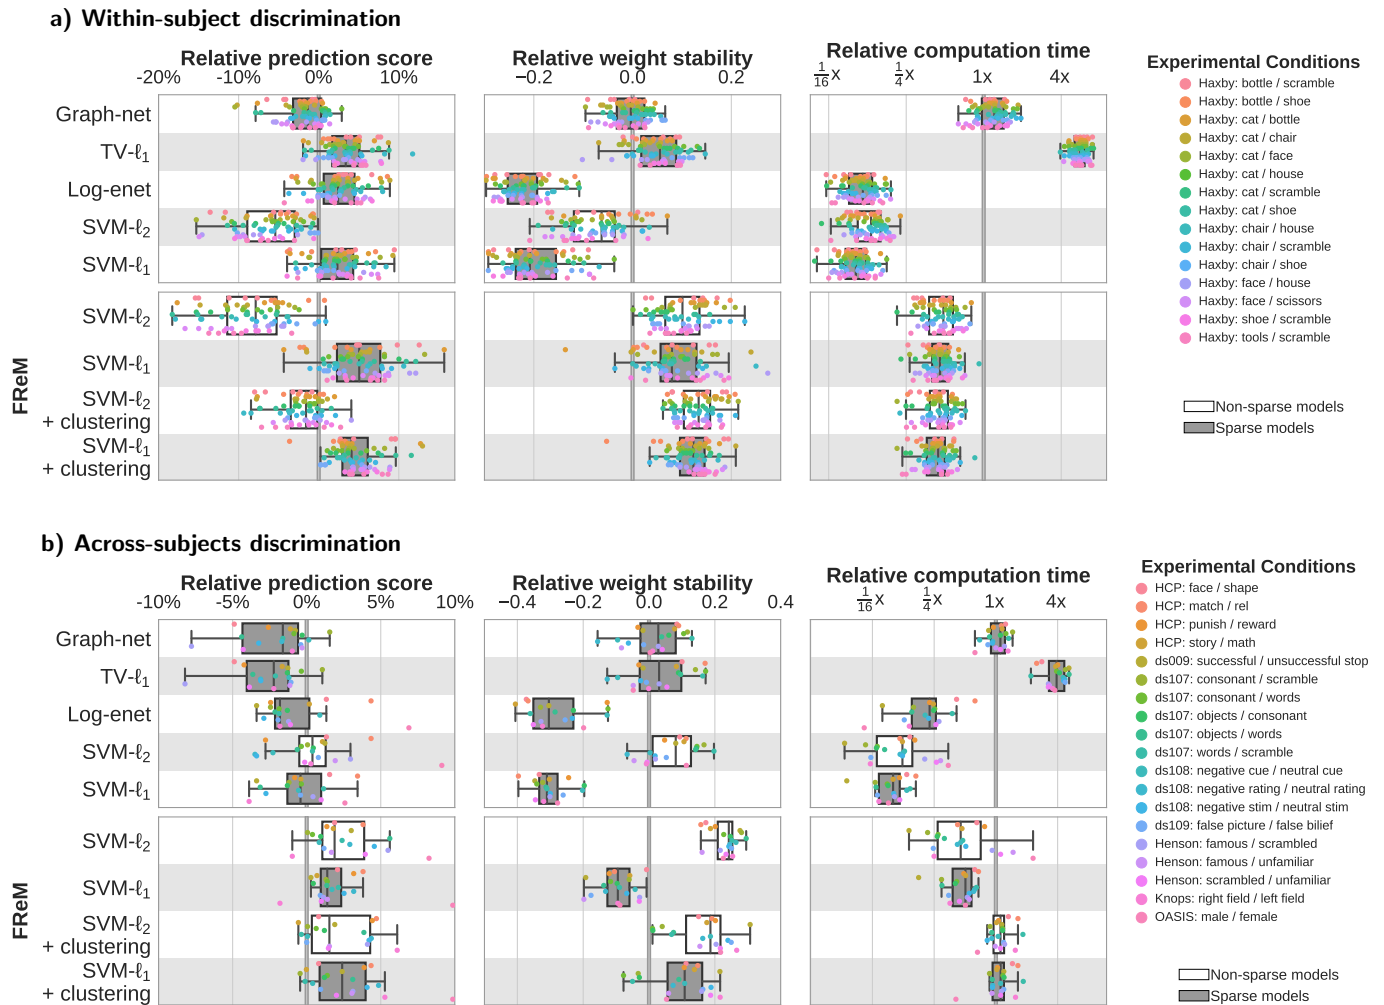 a) Within-subject discrimination
Relative prediction score
Relative weight stability
Relative computation time
-20% -10% 0% 10%
−0.2 0.0 0.2
1/16 x 1/4 x 1x 4x
Graph-net
TV-ℓ1
Log-enet
SVM-ℓ2
SVM-ℓ1
FReM
SVM-ℓ2
SVM-ℓ1
SVM-ℓ2
+ clustering
SVM-ℓ1
+ clustering
Experimental Conditions
Haxby: bottle / scramble
Haxby: bottle / shoe
Haxby: cat / bottle
Haxby: cat / chair
Haxby: cat / face
Haxby: cat / house
Haxby: cat / scramble
Haxby: cat / shoe
Haxby: chair / house
Haxby: chair / scramble
Haxby: chair / shoe
Haxby: face / house
Haxby: face / scissors
Haxby: shoe / scramble
Haxby: tools / scramble
Non-sparse models
Sparse models
b) Across-subjects discrimination
Relative prediction score
Relative weight stability
Relative computation time
-10% -5% 0% 5% 10%
−0.4 −0.2 0.0 0.2 0.4
1/16 x 1/4 x 1x 4x
Graph-net
TV-ℓ1
Log-enet
SVM-ℓ2
SVM-ℓ1
FReM
SVM-ℓ2
SVM-ℓ1
SVM-ℓ2
+ clustering
SVM-ℓ1
+ clustering
Experimental Conditions
HCP: face / shape
HCP: match / rel
HCP: punish / reward
HCP: story / math
ds009: successful / unsuccessful stop
ds107: consonant / scramble
ds107: consonant / words
ds107: objects / consonant
ds107: objects / words
ds107: words / scramble
ds108: negative cue / neutral cue
ds108: negative rating / neutral rating
ds108: negative stim / neutral stim
ds109: false picture / false bilief
Henson: famous / scrambled
Henson: famous / unfamiliar
Henson: scrambled / unfamiliar
Knops: right field / left field
OASIS: male / female
Non-sparse models
Sparse models